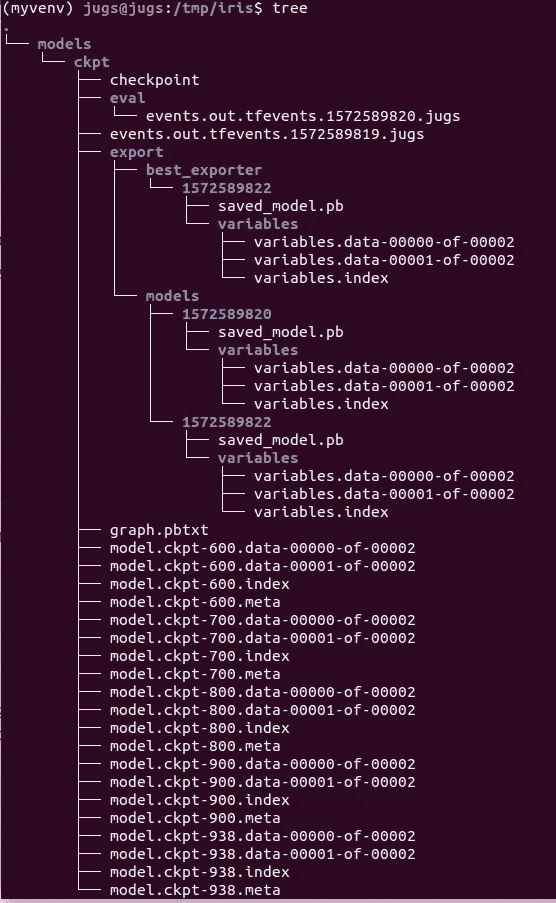 (myvenv) jugs@jugs:/tmp/iris$ tree
.
└── models
    └── ckpt
        ├── checkpoint
        ├── eval
        │   └── events.out.tfevents.1572589820.jugs
        ├── events.out.tfevents.1572589819.jugs
        ├── export
        │   ├── best_exporter
        │   │   └── 1572589822
        │   │       ├── saved_model.pb
        │   │       └── variables
        │   │           ├── variables.data-00000-of-00002
        │   │           ├── variables.data-00001-of-00002
        │   │           └── variables.index
        │   └── models
        │       ├── 1572589820
        │       │   ├── saved_model.pb
        │       │   └── variables
        │       │       ├── variables.data-00000-of-00002
        │       │       ├── variables.data-00001-of-00002
        │       │       └── variables.index
        │       └── 1572589822
        │           ├── saved_model.pb
        │           └── variables
        │               ├── variables.data-00000-of-00002
        │               ├── variables.data-00001-of-00002
        │               └── variables.index
        ├── graph.pbtxt
        ├── model.ckpt-600.data-00000-of-00002
        ├── model.ckpt-600.data-00001-of-00002
        ├── model.ckpt-600.index
        ├── model.ckpt-600.meta
        ├── model.ckpt-700.data-00000-of-00002
        ├── model.ckpt-700.data-00001-of-00002
        ├── model.ckpt-700.index
        ├── model.ckpt-700.meta
        ├── model.ckpt-800.data-00000-of-00002
        ├── model.ckpt-800.data-00001-of-00002
        ├── model.ckpt-800.index
        ├── model.ckpt-800.meta
        ├── model.ckpt-900.data-00000-of-00002
        ├── model.ckpt-900.data-00001-of-00002
        ├── model.ckpt-900.index
        ├── model.ckpt-900.meta
        ├── model.ckpt-938.data-00000-of-00002
        ├── model.ckpt-938.data-00001-of-00002
        ├── model.ckpt-938.index
        └── model.ckpt-938.meta